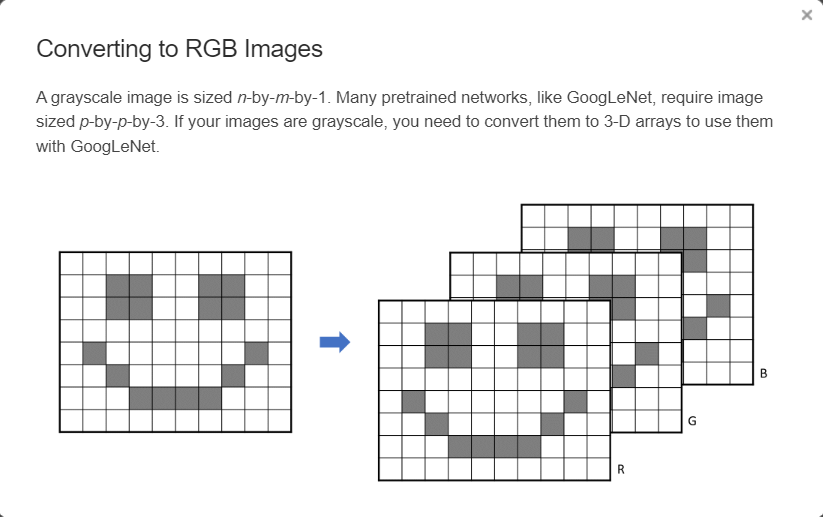 ×
Converting to RGB Images
A grayscale image is sized n-by-m-by-1. Many pretrained networks, like GoogLeNet, require image
sized p-by-p-by-3. If your images are grayscale, you need to convert them to 3-D arrays to use them
with GoogLeNet.
B
G
R